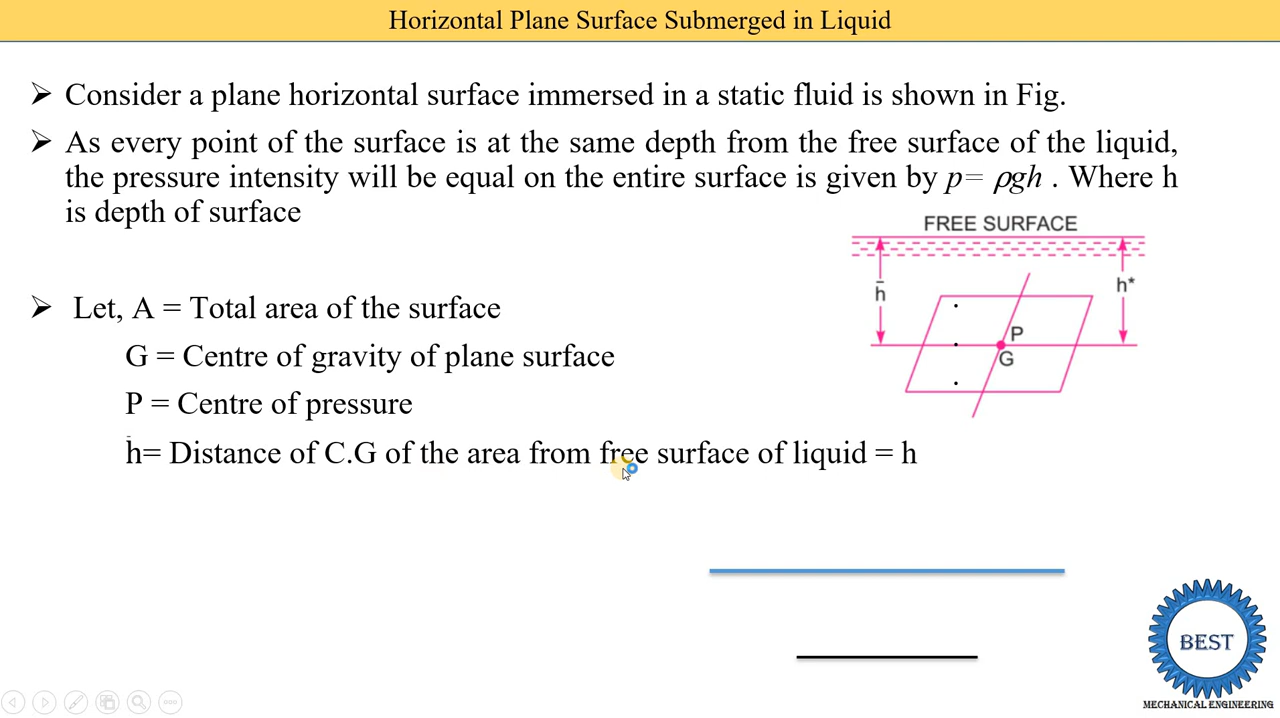 Horizontal Plane Surface Submerged in Liquid
➢ Consider a plane horizontal surface immersed in a static fluid is shown in Fig.
➢ As every point of the surface is at the same depth from the free surface of the liquid,
the pressure intensity will be equal on the entire surface is given by p= ρgh . Where h
is depth of surface
FREE SURFACE
h̄
h*
P
G
➢ Let, A = Total area of the surface
G = Centre of gravity of plane surface
P = Centre of pressure
h̄= Distance of C.G of the area from free surface of liquid = h
BEST
MECHANICAL ENGINEERING